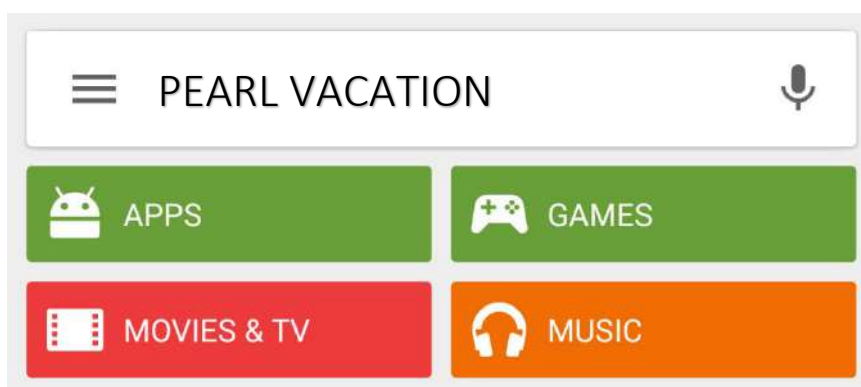 PEARL VACATION
APPS
GAMES
MOVIES & TV
MUSIC